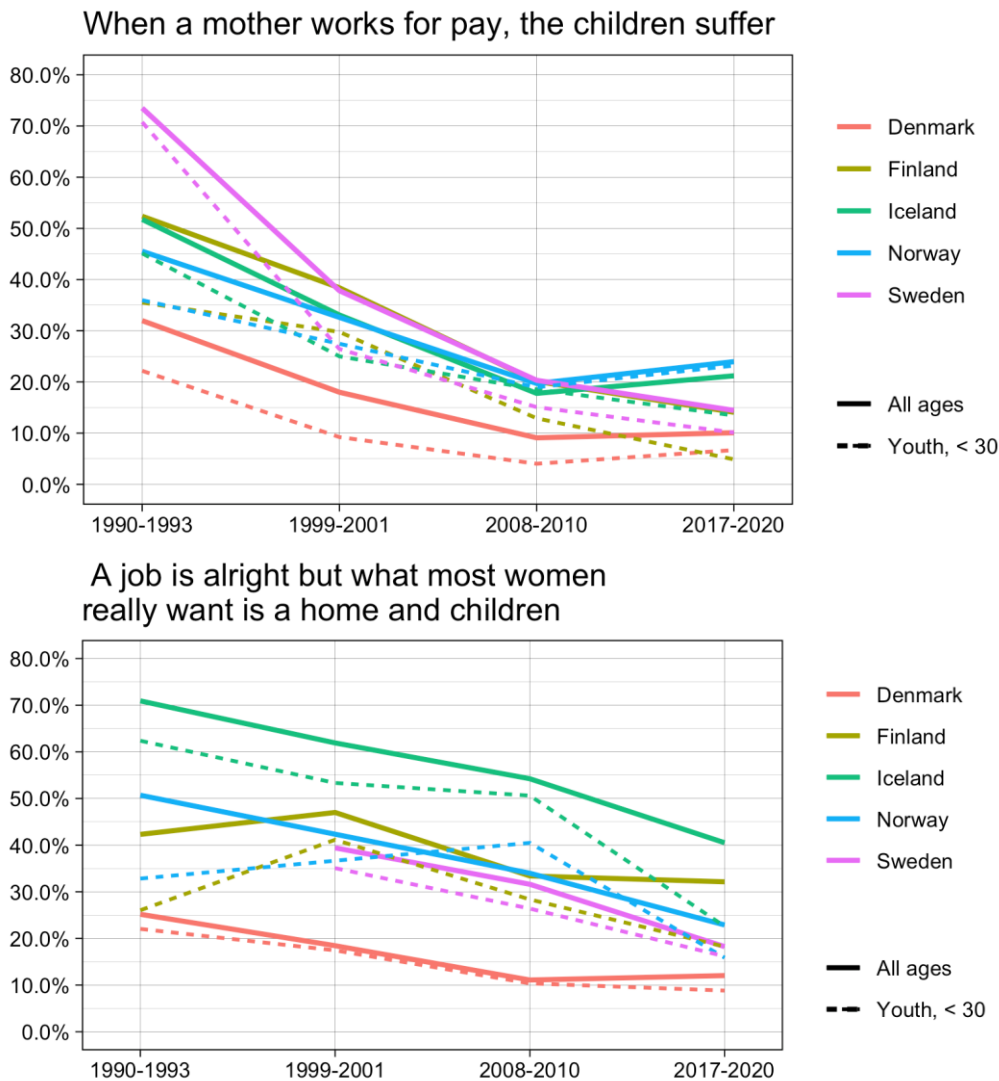 When a mother works for pay, the children suffer
80.0%
70.0%
60.0%
50.0%
40.0%
30.0%
20.0%
10.0%
0.0%
1990-1993
1999-2001
2008-2010
2017-2020
Denmark
Finland
Iceland
Norway
Sweden
All ages
Youth, < 30
A job is alright but what most women
really want is a home and children
80.0%
70.0%
60.0%
50.0%
40.0%
30.0%
20.0%
10.0%
0.0%
1990-1993
1999-2001
2008-2010
2017-2020
Denmark
Finland
Iceland
Norway
Sweden
All ages
Youth, < 30